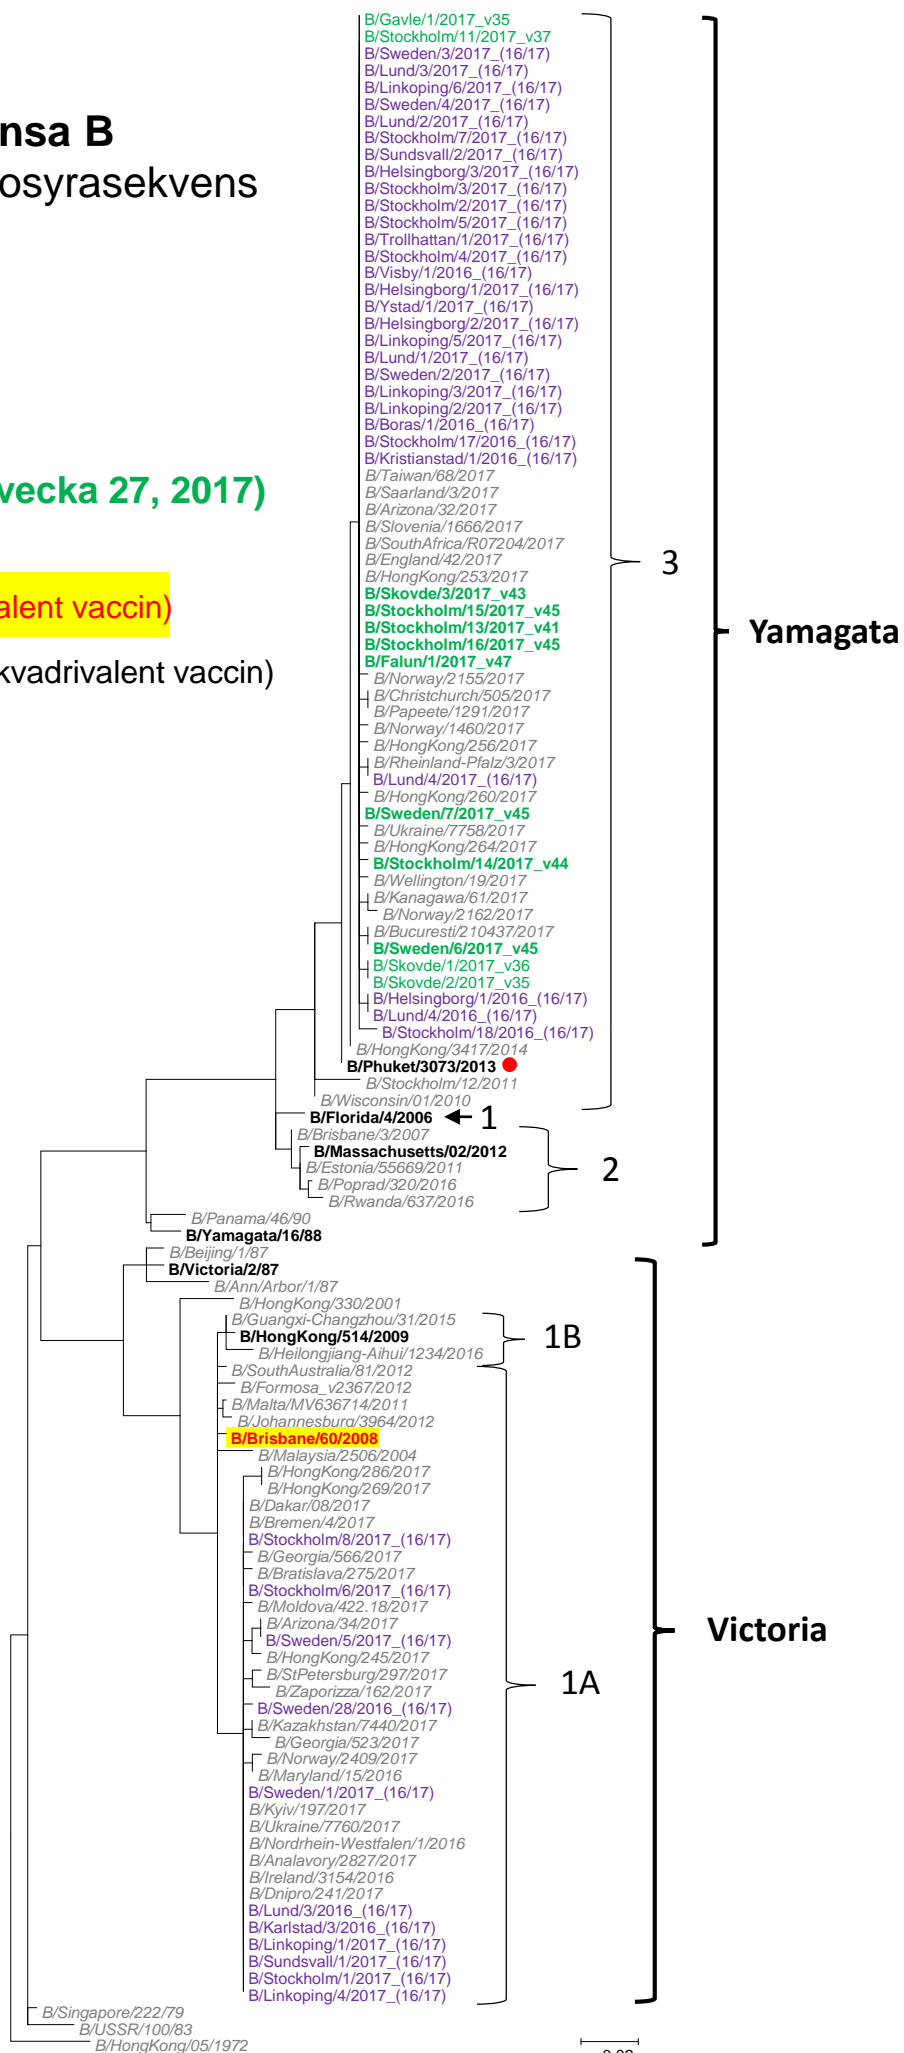 B/Gavle/1/2017_v35
B/Stockholm/11/2017_v37
B/Sweden/3/2017_(16/17)
B/Lund/3/2017_(16/17)
B/Linkoping/6/2017_(16/17)
B/Sweden/4/2017_(16/17)
B/Lund/2/2017_(16/17)
B/Stockholm/7/2017_(16/17)
B/Sundsvall/2/2017_(16/17)
B/Helsingborg/3/2017_(16/17)
B/Stockholm/3/2017_(16/17)
B/Stockholm/2/2017_(16/17)
B/Stockholm/5/2017_(16/17)
B/Trollhattan/1/2017_(16/17)
B/Stockholm/4/2017_(16/17)
B/Visby/1/2016_(16/17)
B/Helsingborg/1/2017_(16/17)
B/Ystad/1/2017_(16/17)
B/Helsingborg/2/2017_(16/17)
B/Linkoping/5/2017_(16/17)
B/Lund/1/2017_(16/17)
B/Sweden/2/2017_(16/17)
B/Linkoping/3/2017_(16/17)
B/Linkoping/2/2017_(16/17)
B/Boras/1/2016_(16/17)
B/Stockholm/17/2016_(16/17)
B/Kristianstad/1/2016_(16/17)
B/Taiwan/68/2017
B/Saarland/3/2017
B/Arizona/32/2017
B/Slovenia/1666/2017
B/SouthAfrica/R07204/2017
B/England/42/2017
B/HongKong/253/2017
B/Skovde/3/2017_v43
B/Stockholm/15/2017_v45
B/Stockholm/13/2017_v41
B/Stockholm/16/2017_v45
B/Falun/1/2017_v47
B/Norway/2155/2017
B/Christchurch/505/2017
B/Papeete/1291/2017
B/Norway/1460/2017
B/HongKong/256/2017
B/Rheinland-Pfalz/3/2017
B/Lund/4/2017_(16/17)
B/HongKong/260/2017
B/Sweden/7/2017_v45
B/Ukraine/7758/2017
B/HongKong/264/2017
B/Stockholm/14/2017_v44
B/Wellington/19/2017
B/Kanagawa/61/2017
B/Norway/2162/2017
B/Bucuresti/210437/2017
B/Sweden/6/2017_v45
B/Skovde/1/2017_v36
B/Skovde/2/2017_v35
B/Helsingborg/1/2016_(16/17)
B/Lund/4/2016_(16/17)
B/Stockholm/18/2016_(16/17)
B/HongKong/3417/2014
B/Phuket/3073/2013
B/Stockholm/12/2011
B/Wisconsin/01/2010
B/Florida/4/2006
B/Brisbane/3/2007
B/Massachusetts/02/2012
B/Estonia/55669/2011
B/Poprad/320/2016
B/Rwanda/637/2016
B/Panama/46/90
B/Yamagata/16/88
B/Beijing/1/87
B/Victoria/2/87
B/Ann/Arbor/1/87
B/HongKong/330/2001
B/Guangxi-Changzhou/31/2015
B/HongKong/514/2009
B/Heilongjiang-Aihui/1234/2016
B/SouthAustralia/81/2012
B/Formosa_v2367/2012
B/Malta/MV636714/2011
B/Johannesburg/3964/2012
B/Brisbane/60/2008
B/Malaysia/2506/2004
B/HongKong/286/2017
B/HongKong/269/2017
B/Dakar/08/2017
B/Bremen/4/2017
B/Stockholm/8/2017_(16/17)
B/Georgia/566/2017
B/Bratislava/275/2017
B/Stockholm/6/2017_(16/17)
B/Moldova/422.18/2017
B/Arizona/34/2017
B/Sweden/5/2017_(16/17)
B/HongKong/245/2017
B/StPetersburg/297/2017
B/Zaporizza/162/2017
B/Sweden/28/2016_(16/17)
B/Kazakhstan/7440/2017
B/Georgia/523/2017
B/Norway/2409/2017
B/Maryland/15/2016
B/Sweden/1/2017_(16/17)
B/Kyiv/197/2017
B/Ukraine/7760/2017
B/Nordrhein-Westfalen/1/2016
B/Analavory/2827/2017
B/Ireland/3154/2016
B/Dnipro/241/2017
B/Lund/3/2016_(16/17)
B/Karlstad/3/2016_(16/17)
B/Linkoping/1/2017_(16/17)
B/Sundsvall/1/2017_(16/17)
B/Stockholm/1/2017_(16/17)
B/Linkoping/4/2017_(16/17)
B/Singapore/222/79
B/USSR/100/83
B/HongKong/05/1972
nsa B
osyrasekvens
vecka 27, 2017)
alent vaccin)
kvadrivalent vaccin)
3
Yamagata
1
2
1B
1A
Victoria